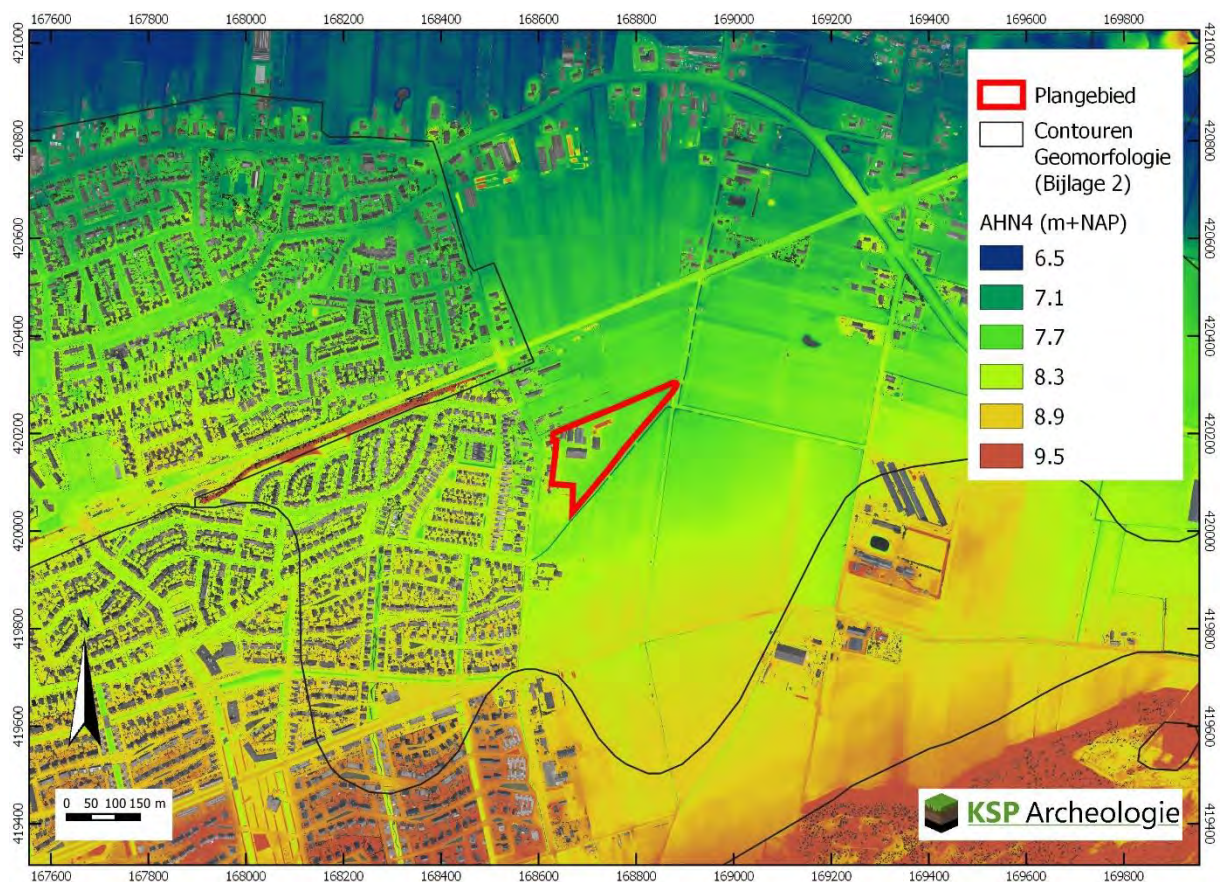 167600 167800 168000 168200 168400 168600 168800 169000 169200 169400 169600 169800
421000 421000
Plangebied
Contouren
Geomorfologie
(Bijlage 2)
AHN4 (m+NAP)
6.5
7.1
7.7
8.3
8.9
9.5
420800 420800
420600 420600
420400 420400
420200 420200
420000 420000
419800 419800
419600 419600
419400 419400
N
0 50 100 150 m
KSP Archeologie
167600 167800 168000 168200 168400 168600 168800 169000 169200 169400 169600 169800